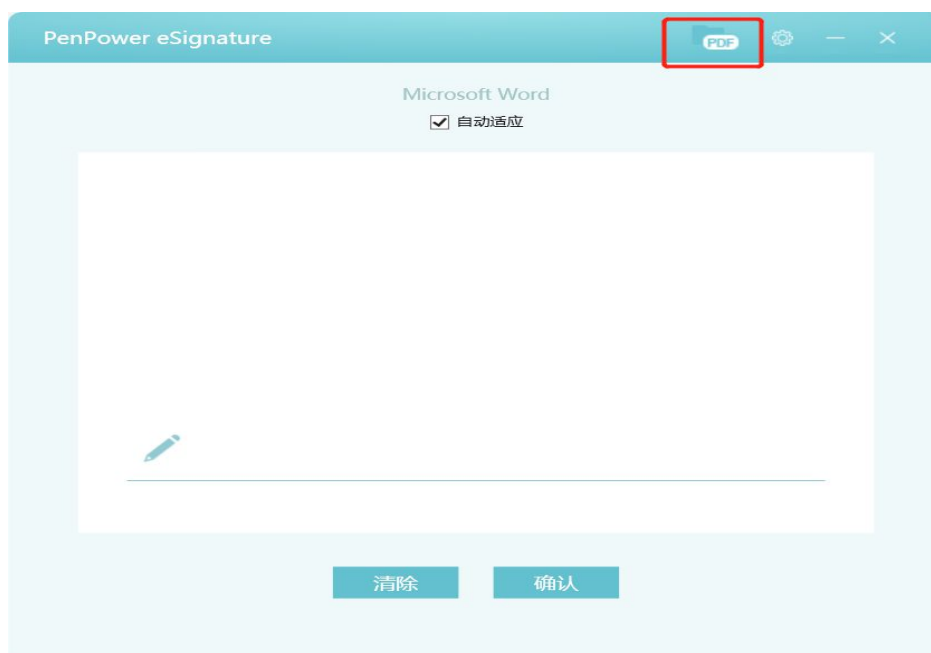 PenPower eSignature
PDF
Microsoft Word
自动适应
清除
确认